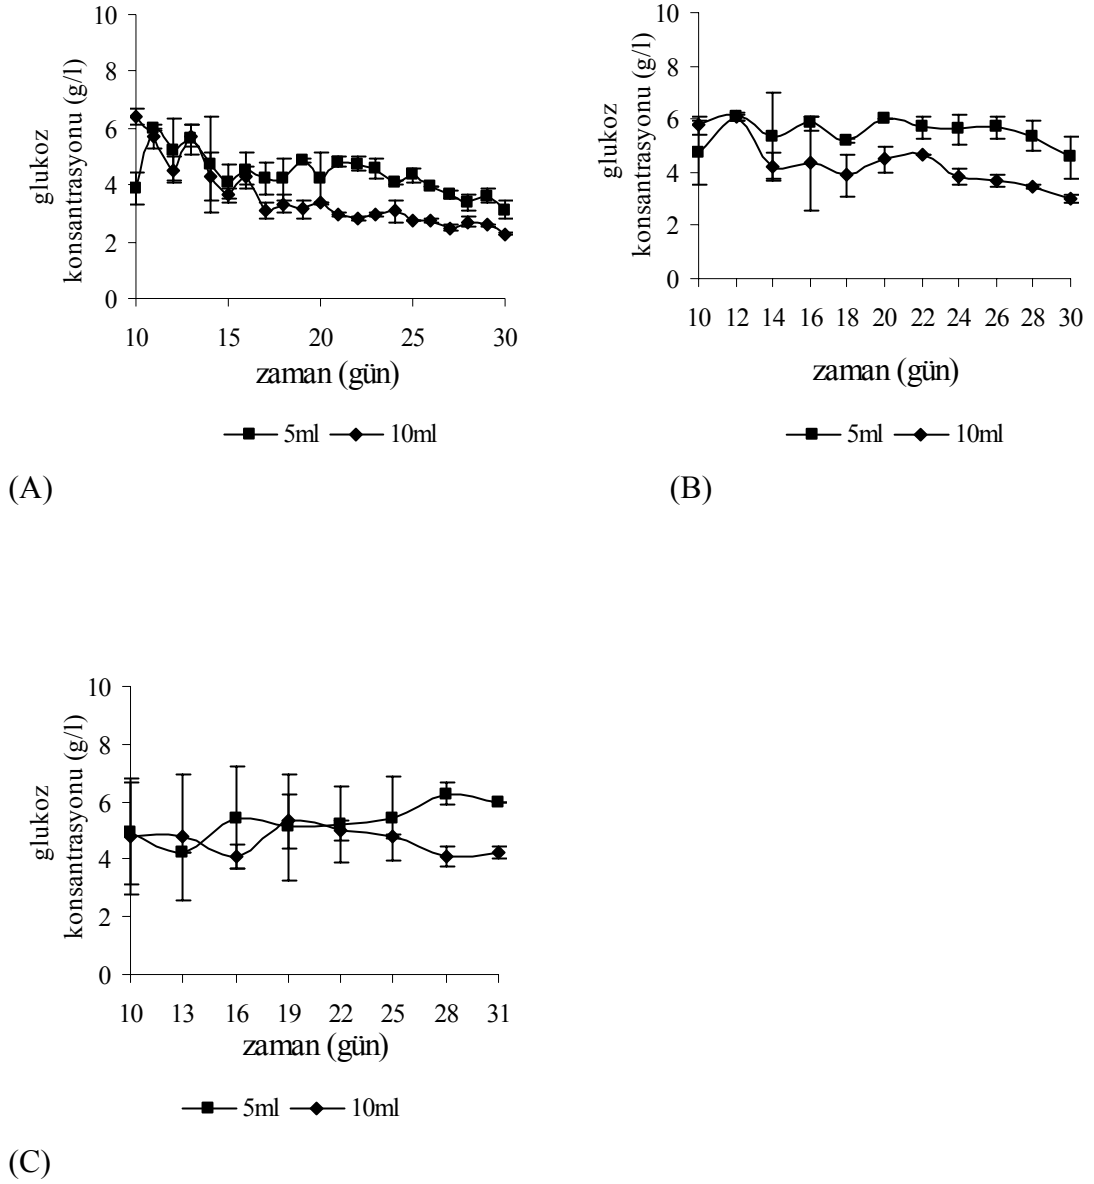 10
8
6
4
2
0
glukoz
konsantrasyonu (g/l)
10 15 20 25 30
zaman (gün)
5ml 10ml
(A)
10
8
6
4
2
0
glukoz
konsantrasyonu (g/l)
10 12 14 16 18 20 22 24 26 28 30
zaman (gün)
5ml 10ml
(B)
10
8
6
4
2
0
glukoz
konsantrasyonu (g/l)
10 13 16 19 22 25 28 31
zaman (gün)
5ml 10ml
(C)